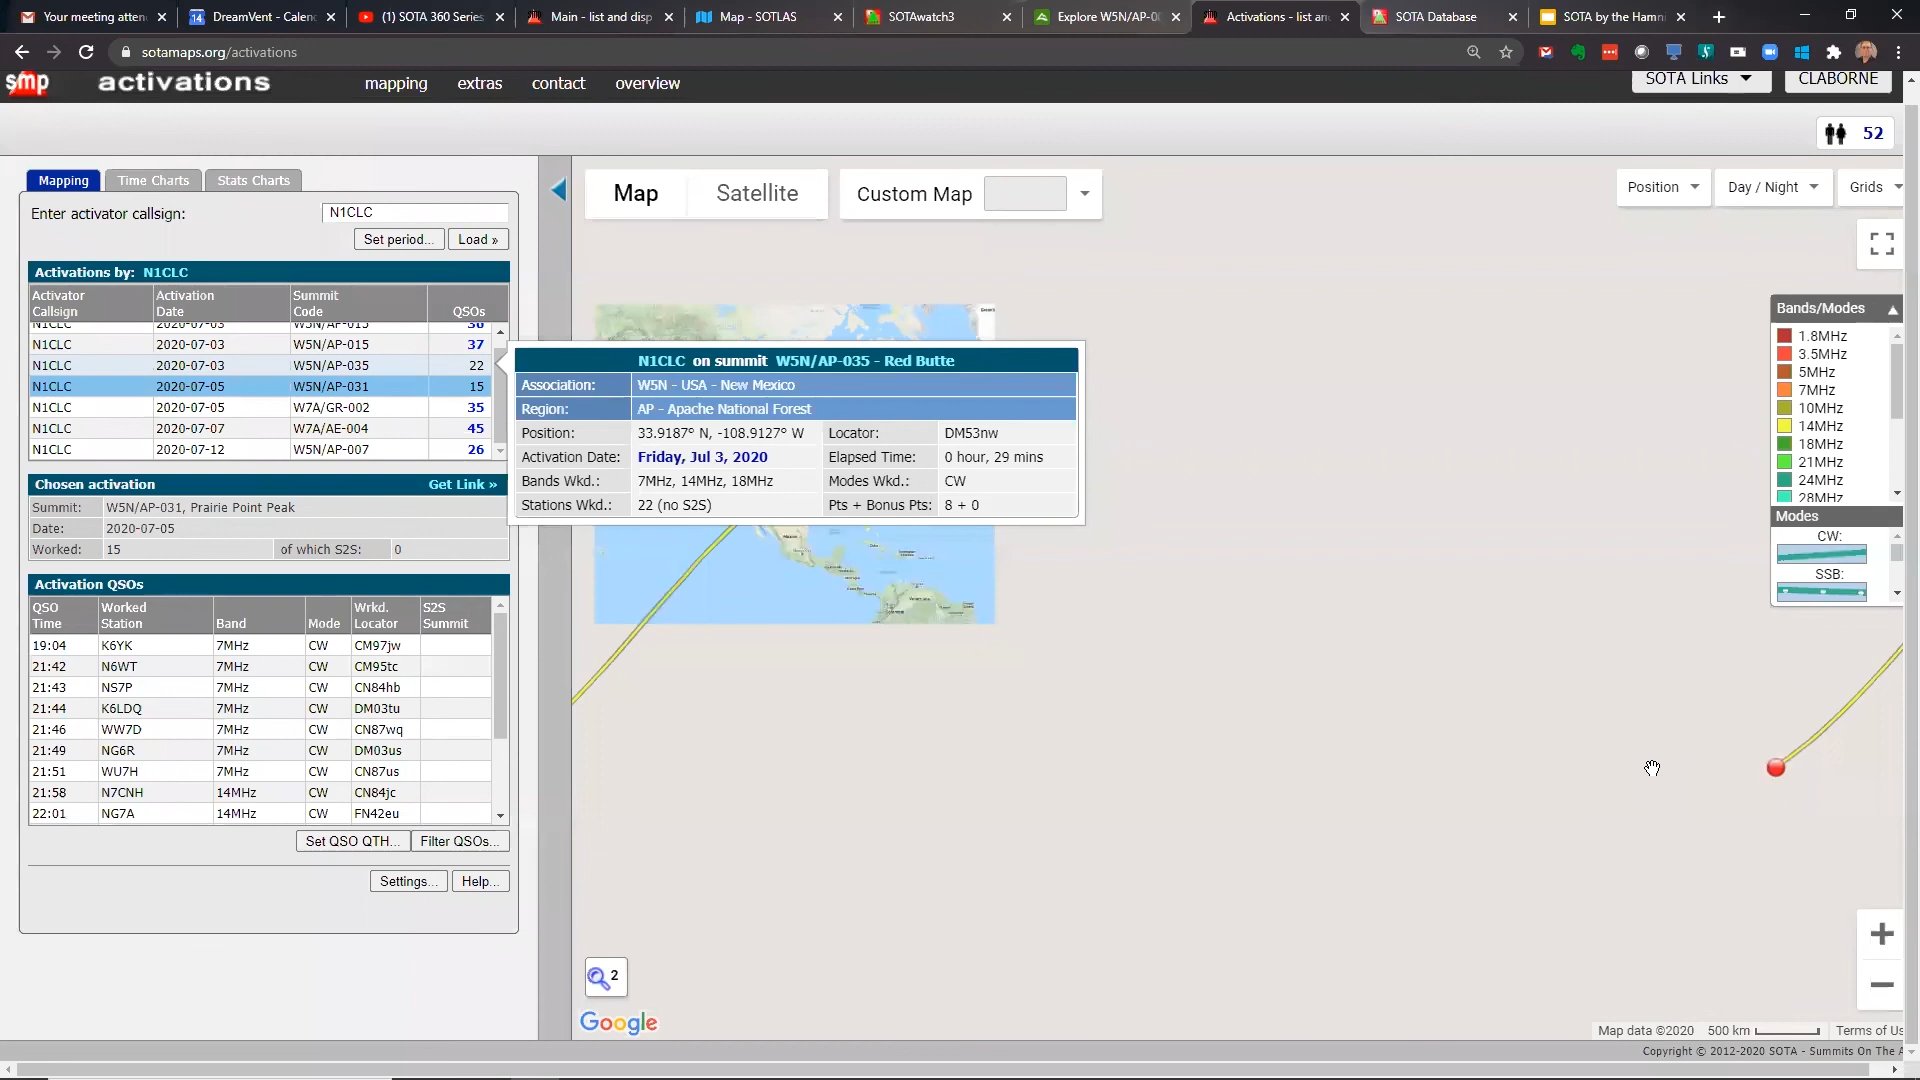 Your meeting atten
DreamVent - Calen
(1) SOTA 360 Series
Main - list and disp
Map - SOTLAS
SOTAwatch3
Explore W5N/AP-0
Activations - list an
SOTA Database
SOTA by the Hamn
sotamaps.org/activations
smp
activations
mapping extras contact overview
SOTA Links
CLABORNE
52
Mapping Time Charts Stats Charts
Enter activator callsign: N1CLC
Set period... Load »
Activations by: N1CLC
Activator Callsign Activation Date Summit Code QSOs
N1CLC 2020-07-03 W5N/AP-015 36
N1CLC 2020-07-03 W5N/AP-015 37
N1CLC 2020-07-03 W5N/AP-035 22
N1CLC 2020-07-05 W5N/AP-031 15
N1CLC 2020-07-05 W7A/GR-002 35
N1CLC 2020-07-07 W7A/AE-004 45
N1CLC 2020-07-12 W5N/AP-007 26
Chosen activation Get Link »
Summit: W5N/AP-031, Prairie Point Peak
Date: 2020-07-05
Worked: 15 of which S2S: 0
Activation QSOs
QSO Time Worked Station Band Mode Wrkd. Locator S2S Summit
19:04 K6YK 7MHz CW CM97jw
21:42 N6WT 7MHz CW CM95tc
21:43 NS7P 7MHz CW CN84hb
21:44 K6LDQ 7MHz CW DM03tu
21:46 WW7D 7MHz CW CN87wq
21:49 NG6R 7MHz CW DM03us
21:51 WU7H 7MHz CW CN87us
21:58 N7CNH 14MHz CW CN84jc
22:01 NG7A 14MHz CW FN42eu
Set QSO QTH... Filter QSOs...
Settings... Help...
Map Satellite
Custom Map
Position
Day / Night
Grids
N1CLC on summit W5N/AP-035 - Red Butte
Association: W5N - USA - New Mexico
Region: AP - Apache National Forest
Position: 33.9187° N, -108.9127° W Locator: DM53nw
Activation Date: Friday, Jul 3, 2020 Elapsed Time: 0 hour, 29 mins
Bands Wkd.: 7MHz, 14MHz, 18MHz Modes Wkd.: CW
Stations Wkd.: 22 (no S2S) Pts + Bonus Pts: 8 + 0
Bands/Modes
1.8MHz
3.5MHz
5MHz
7MHz
10MHz
14MHz
18MHz
21MHz
24MHz
28MHz
Modes
CW:
SSB:
2
Google
Map data ©2020 500 km Terms of Us
Copyright © 2012-2020 SOTA - Summits On The A